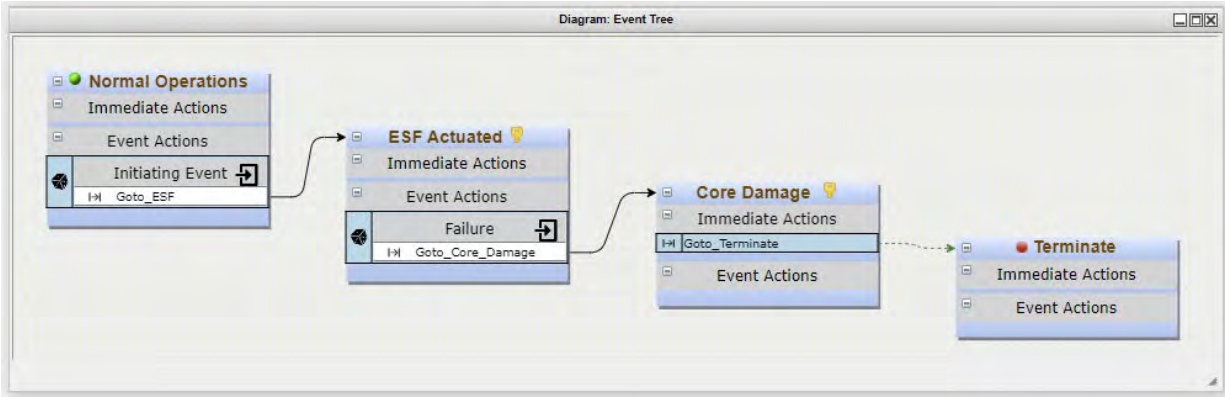 Diagram: Event Tree
Normal Operations
Immediate Actions
Event Actions
Initiating Event
Goto_ESF
ESF Actuated
Immediate Actions
Event Actions
Failure
Goto_Core_Damage
Core Damage
Immediate Actions
Goto_Terminate
Event Actions
Terminate
Immediate Actions
Event Actions